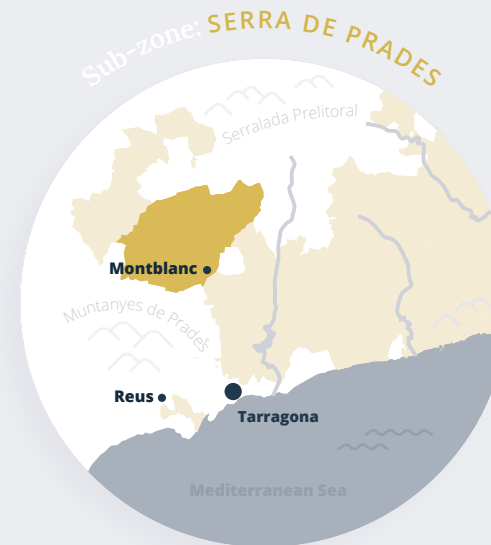 Sub-zone: SERRA DE PRADES
Serralada Prelitoral
Montblanc
Muntanyes de Prades
Reus
Tarragona
Mediterranean Sea